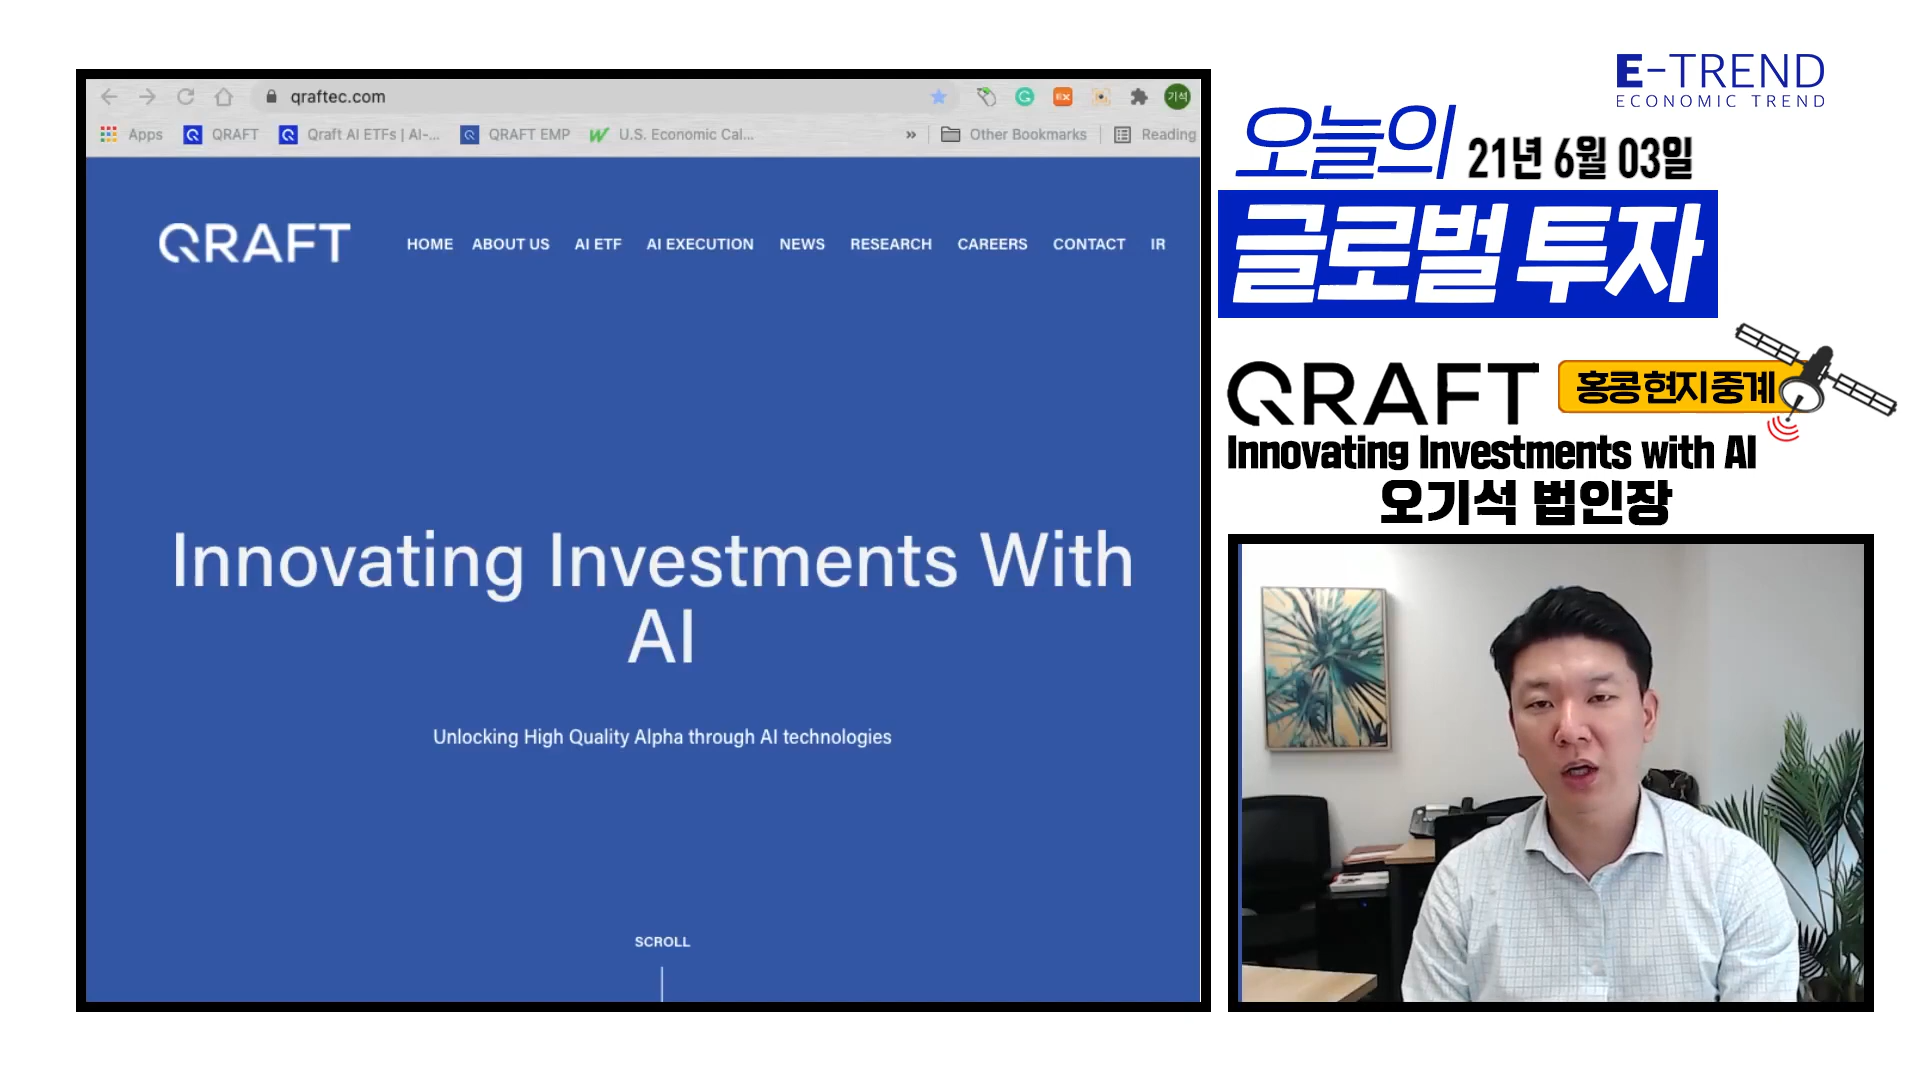 qraftec.com
기석
Apps QRAFT Qraft AI ETFs | AI-... QRAFT EMP U.S. Economic Cal... » Other Bookmarks Reading
QRAFT HOME ABOUT US AI ETF AI EXECUTION NEWS RESEARCH CAREERS CONTACT IR
Innovating Investments With
AI
Unlocking High Quality Alpha through AI technologies
SCROLL
E-TREND
ECONOMIC TREND
오늘의 21년 6월 03일
글로벌 투자
QRAFT 홍콩 현지 중계
Innovating Investments with AI
오기석 법인장